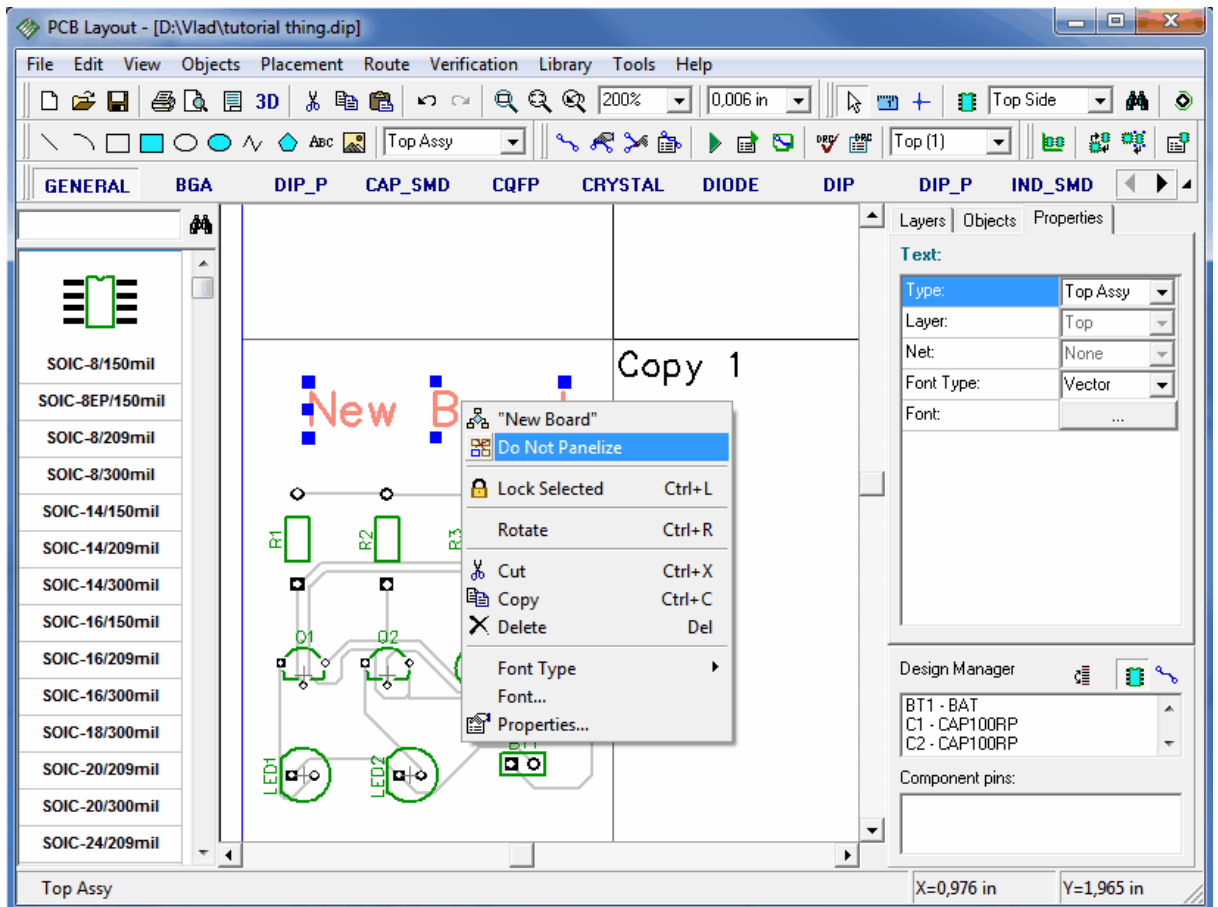 PCB Layout - [D:\Vlad\tutorial thing.dip]
File Edit View Objects Placement Route Verification Library Tools Help
3D 200% 0,006 in Top Side
ABC Top Assy DRC DRC Top (1)
GENERAL BGA DIP_P CAP_SMD CQFP CRYSTAL DIODE DIP DIP_P IND_SMD
Layers Objects Properties
Text:
Type: Top Assy
Layer: Top
Net: None
Font Type: Vector
Font: ...
SOIC-8/150mil
SOIC-8EP/150mil
SOIC-8/209mil
SOIC-8/300mil
SOIC-14/150mil
SOIC-14/209mil
SOIC-14/300mil
SOIC-16/150mil
SOIC-16/209mil
SOIC-16/300mil
SOIC-18/300mil
SOIC-20/209mil
SOIC-20/300mil
SOIC-24/209mil
Copy 1
New B
"New Board"
Do Not Panelize
Lock Selected Ctrl+L
Rotate Ctrl+R
Cut Ctrl+X
Copy Ctrl+C
Delete Del
Font Type
Font...
Properties...
R1 R2 R3
Q1 Q2
LED1 LED2 BT1
Design Manager
BT1 - BAT
C1 - CAP100RP
C2 - CAP100RP
Component pins:
Top Assy X=0,976 in Y=1,965 in